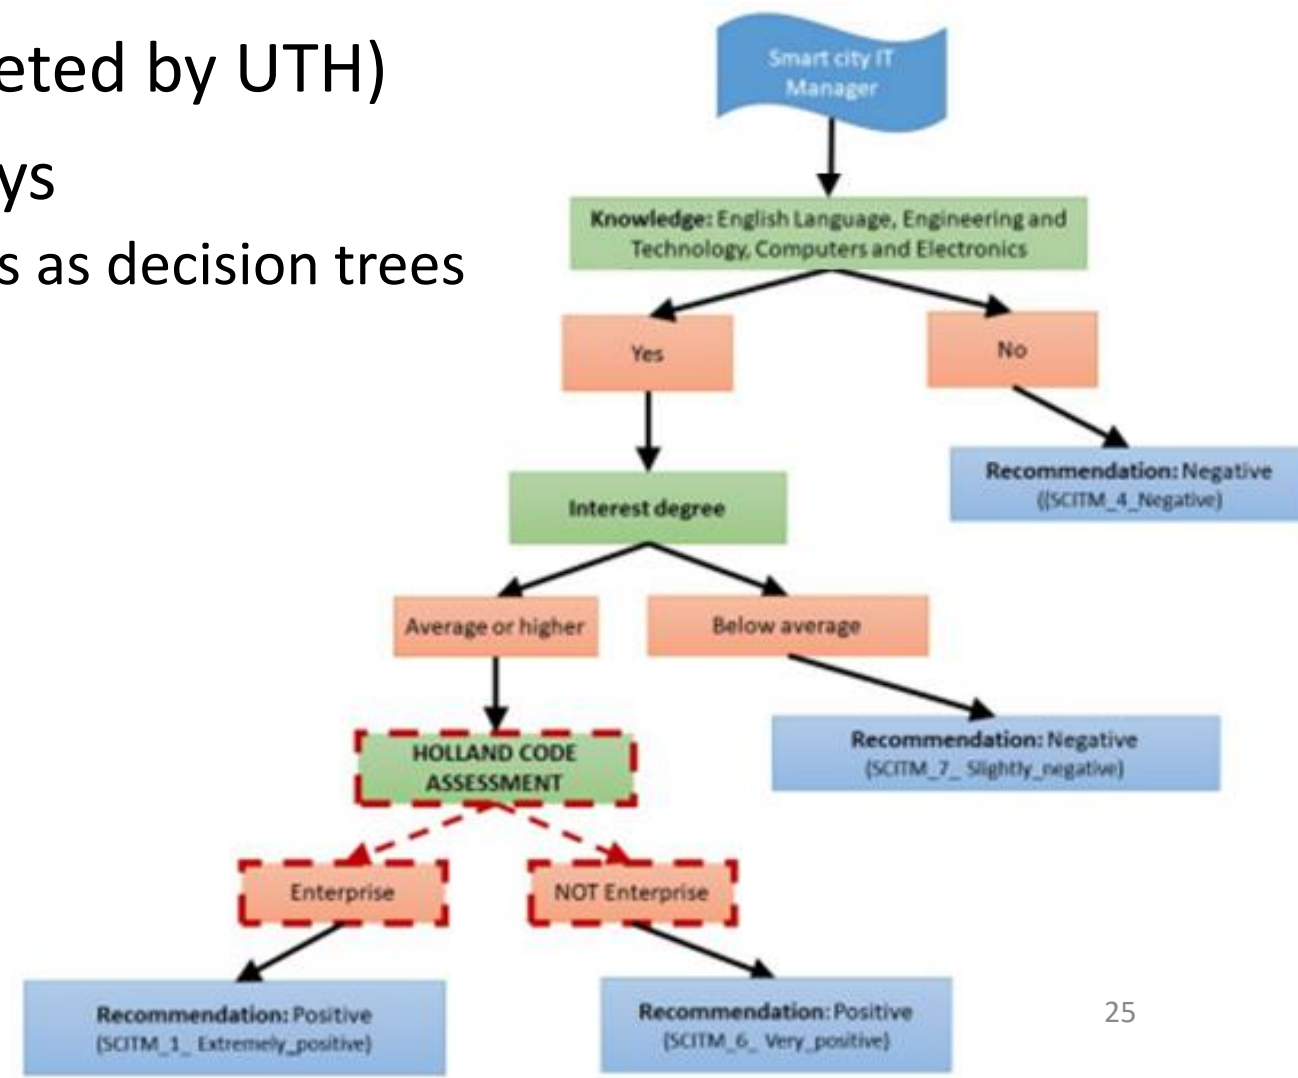 eted by UTH)
ys
s as decision trees
Smart city IT
Manager
Knowledge: English Language, Engineering and
Technology, Computers and Electronics
Yes
No
Recommendation: Negative
((SCITM_4_Negative)
Interest degree
Average or higher
Below average
Recommendation: Negative
(SCITM_7_ Slightly_negative)
HOLLAND CODE
ASSESSMENT
Enterprise
NOT Enterprise
Recommendation: Positive
(SCITM_1_ Extremely_positive)
Recommendation: Positive
(SCITM_6_ Very_positive)
25